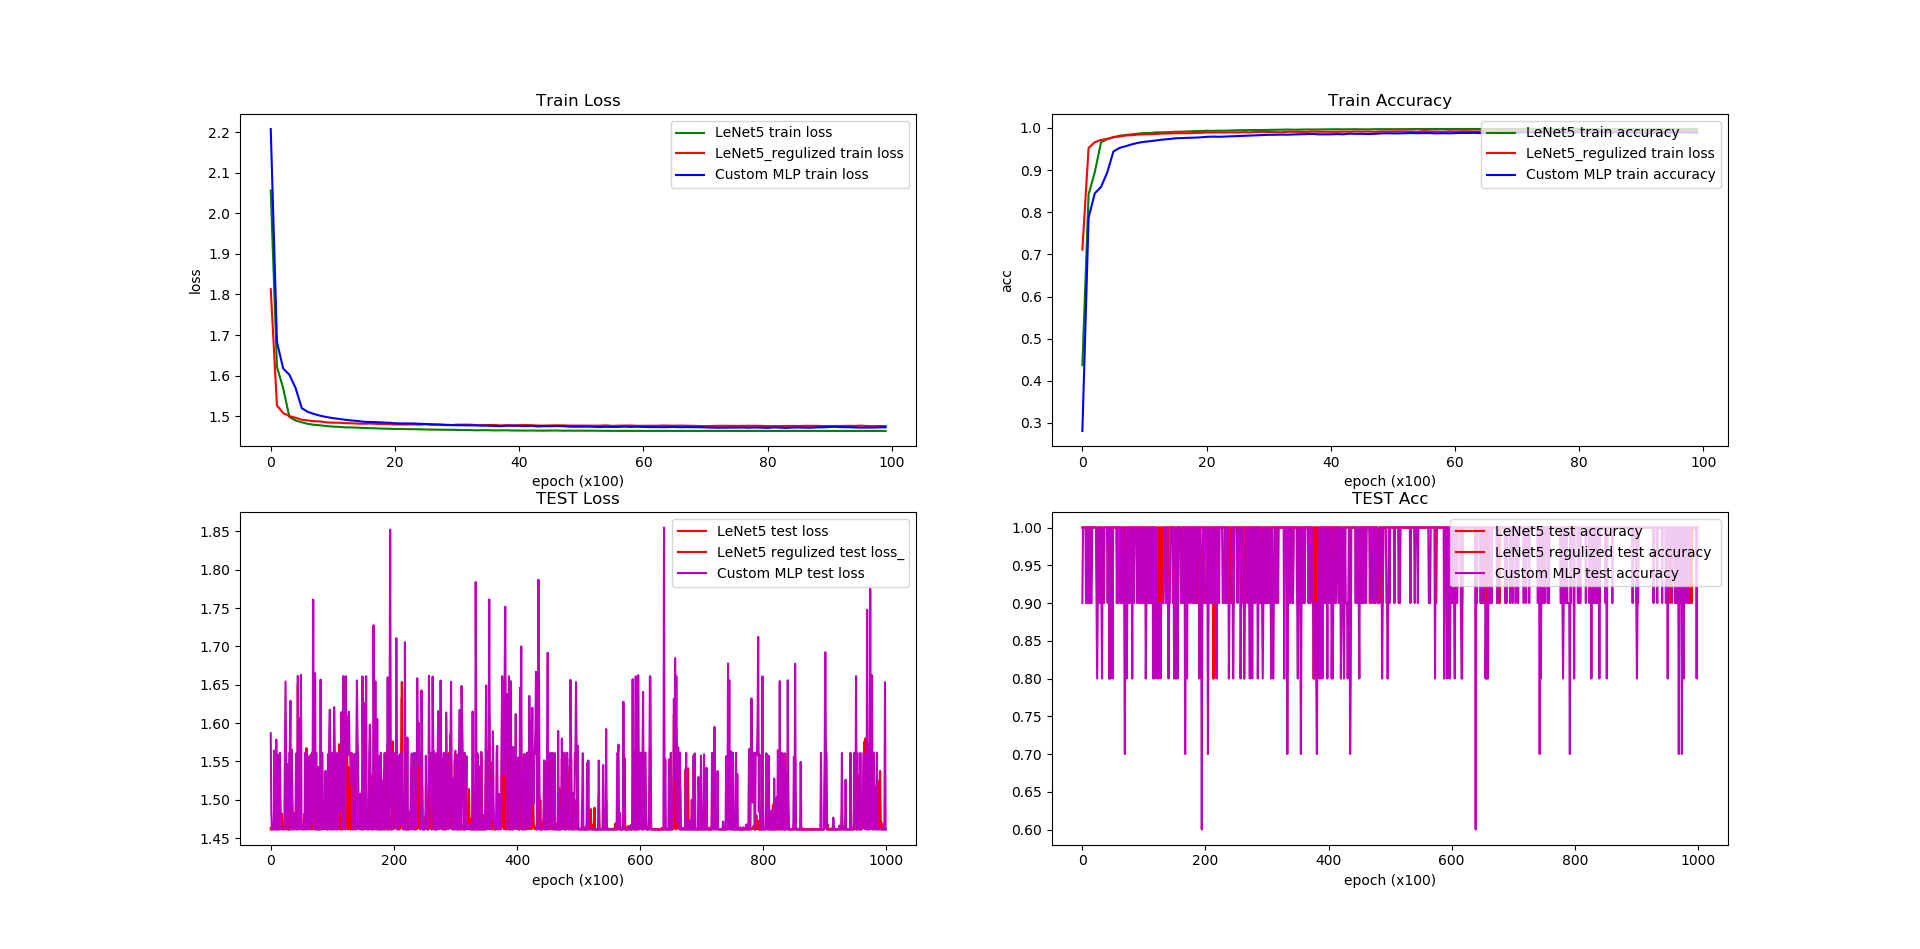 Train Loss
2.2
2.1
2.0
1.9
1.8
1.7
1.6
1.5
loss
0 20 40 60 80 100
epoch (x100)
LeNet5 train loss
LeNet5_regulized train loss
Custom MLP train loss
Train Accuracy
1.0
0.9
0.8
0.7
0.6
0.5
0.4
0.3
acc
0 20 40 60 80 100
epoch (x100)
LeNet5 train accuracy
LeNet5_regulized train loss
Custom MLP train accuracy
TEST Loss
1.85
1.80
1.75
1.70
1.65
1.60
1.55
1.50
1.45
0 200 400 600 800 1000
epoch (x100)
LeNet5 test loss
LeNet5 regulized test loss_
Custom MLP test loss
TEST Acc
1.00
0.95
0.90
0.85
0.80
0.75
0.70
0.65
0.60
0 200 400 600 800 1000
epoch (x100)
LeNet5 test accuracy
LeNet5 regulized test accuracy
Custom MLP test accuracy